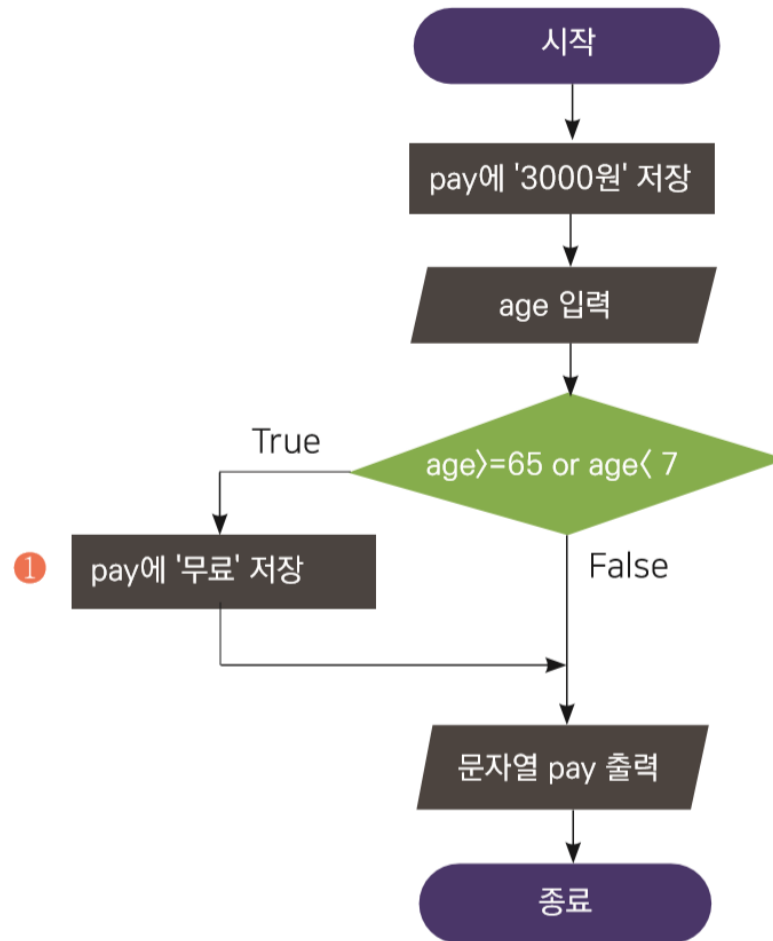 시작
pay에 '3000원' 저장
age 입력
age>=65 or age< 7
True
False
1
pay에 '무료' 저장
문자열 pay 출력
종료